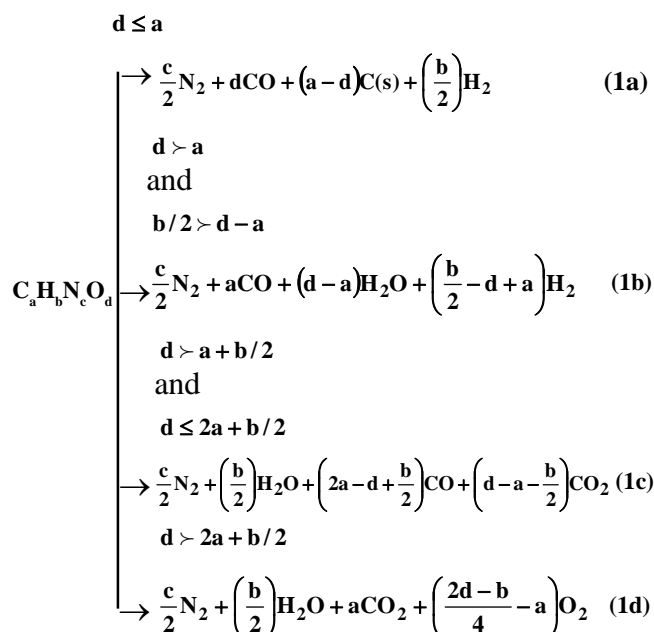 d ≤ a
→ c/2 N₂ + dCO + (a − d)C(s) + (b/2)H₂ (1a)
d ≻ a
and
b / 2 ≻ d − a
CₐH_bN_cO_d → c/2 N₂ + aCO + (d − a)H₂O + (b/2 − d + a)H₂ (1b)
d ≻ a + b / 2
and
d ≤ 2a + b / 2
→ c/2 N₂ + (b/2)H₂O + (2a − d + b/2)CO + (d − a − b/2)CO₂ (1c)
d ≻ 2a + b / 2
→ c/2 N₂ + (b/2)H₂O + aCO₂ + ((2d − b)/4 − a)O₂ (1d)